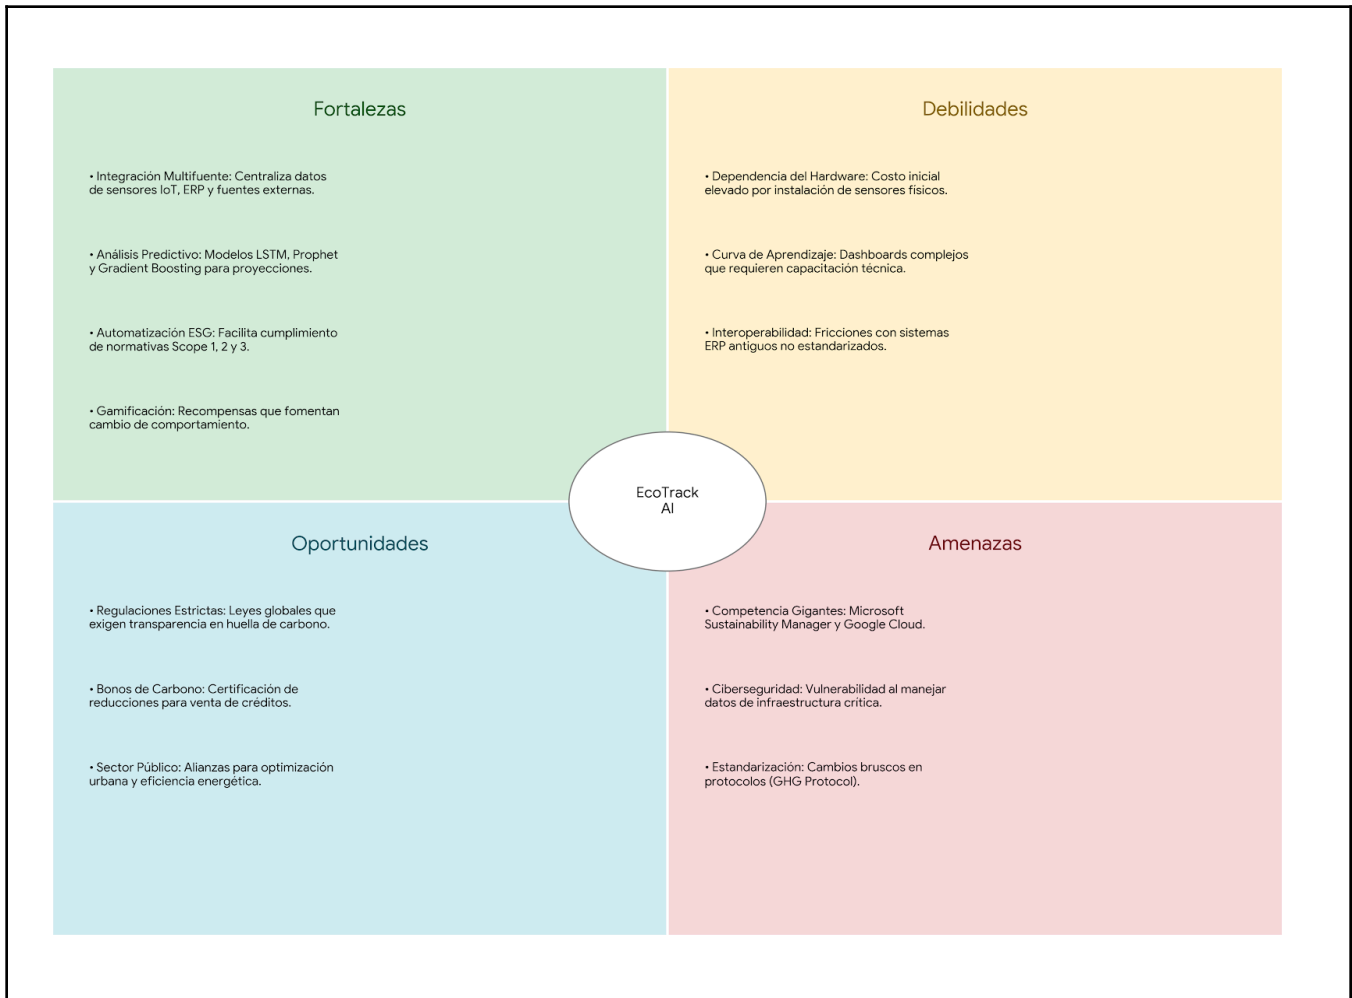 Fortalezas
• Integración Multifuente: Centraliza datos
de sensores IoT, ERP y fuentes externas.
• Análisis Predictivo: Modelos LSTM, Prophet
y Gradient Boosting para proyecciones.
• Automatización ESG: Facilita cumplimiento
de normativas Scope 1, 2 y 3.
• Gamificación: Recompensas que fomentan
cambio de comportamiento.
Debilidades
• Dependencia del Hardware: Costo inicial
elevado por instalación de sensores físicos.
• Curva de Aprendizaje: Dashboards complejos
que requieren capacitación técnica.
• Interoperabilidad: Fricciones con sistemas
ERP antiguos no estandarizados.
EcoTrack
AI
Oportunidades
• Regulaciones Estrictas: Leyes globales que
exigen transparencia en huella de carbono.
• Bonos de Carbono: Certificación de
reducciones para venta de créditos.
• Sector Público: Alianzas para optimización
urbana y eficiencia energética.
Amenazas
• Competencia Gigantes: Microsoft
Sustainability Manager y Google Cloud.
• Ciberseguridad: Vulnerabilidad al manejar
datos de infraestructura crítica.
• Estandarización: Cambios bruscos en
protocolos (GHG Protocol).